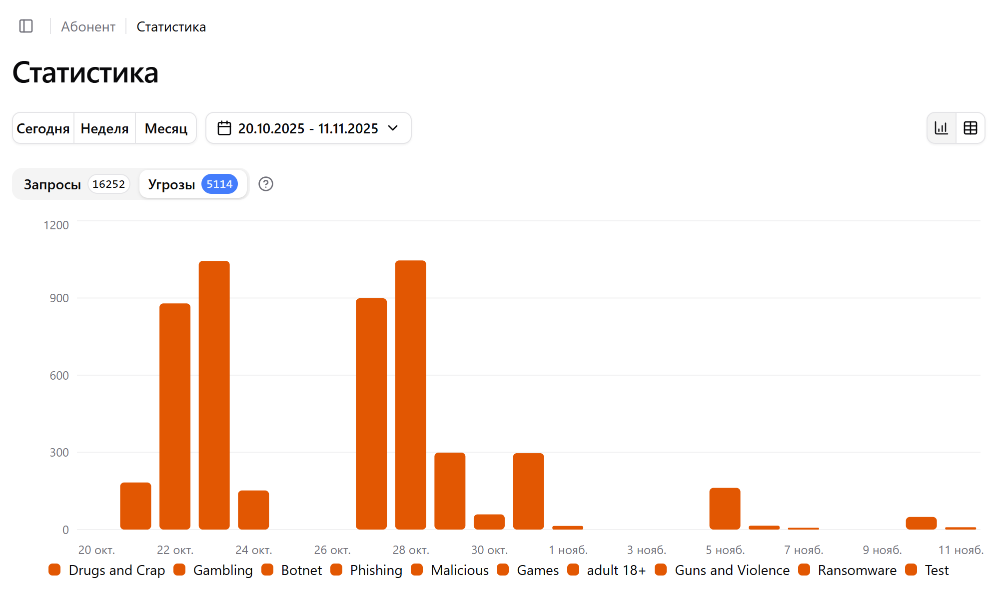 Абонент Статистика
Статистика
Сегодня Неделя Месяц 20.10.2025 - 11.11.2025
Запросы 16252 Угрозы 5114 ?
1200
900
600
300
0
20 окт. 22 окт. 24 окт. 26 окт. 28 окт. 30 окт. 1 нояб. 3 нояб. 5 нояб. 7 нояб. 9 нояб. 11 нояб.
Drugs and Crap Gambling Botnet Phishing Malicious Games adult 18+ Guns and Violence Ransomware Test